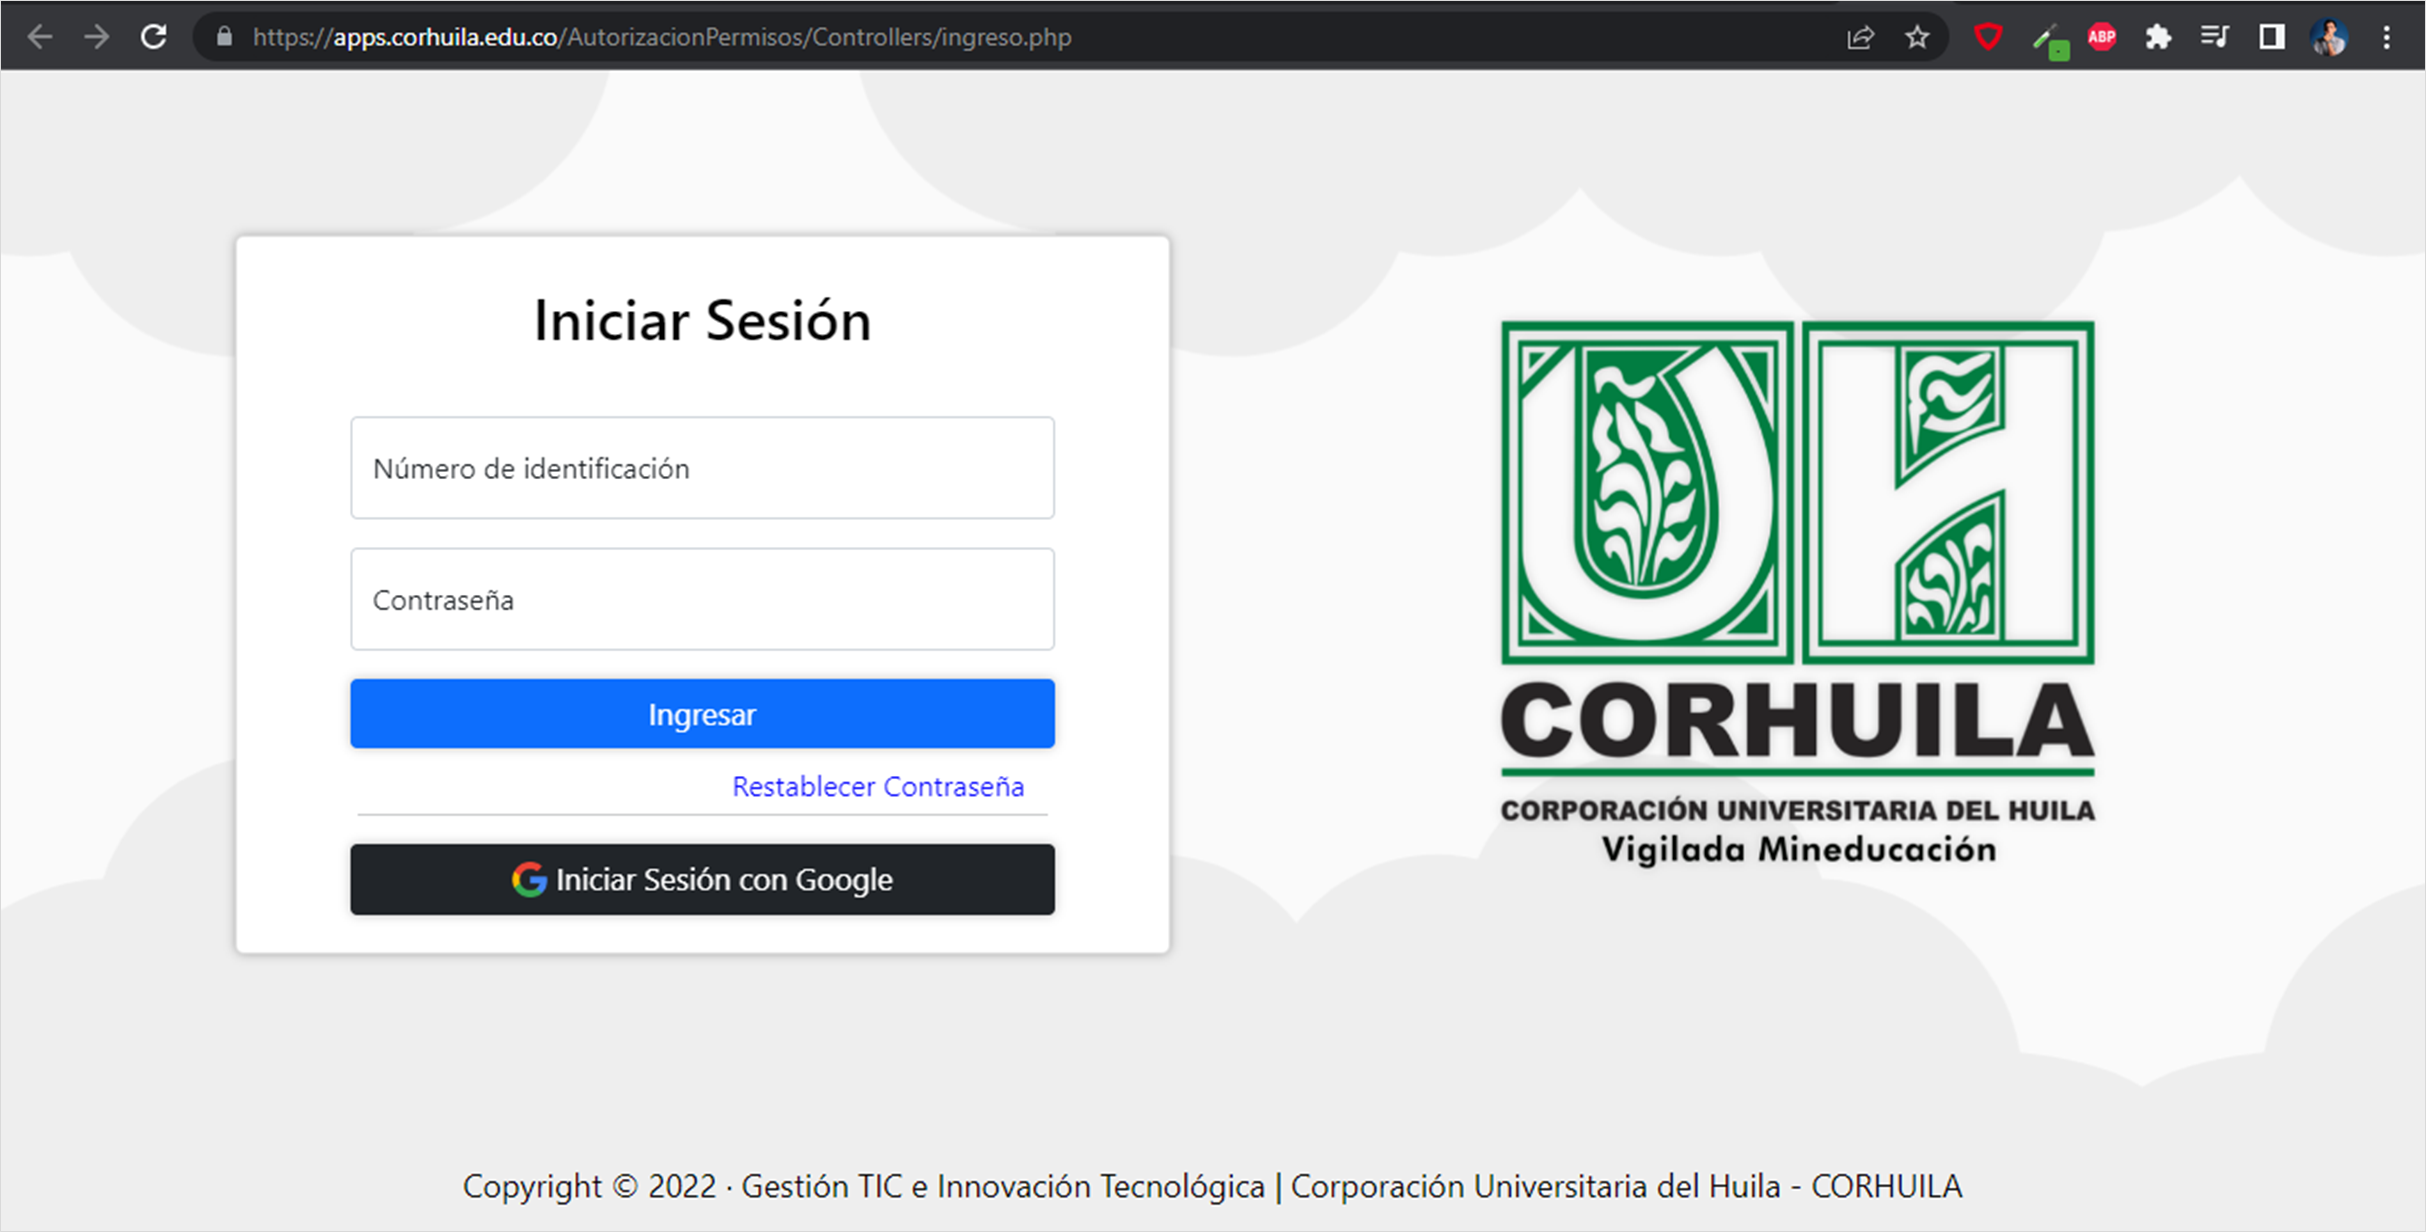 https://apps.corhuila.edu.co/AutorizacionPermisos/Controllers/ingreso.php
ABP
Iniciar Sesión
Número de identificación
Contraseña
Ingresar
Restablecer Contraseña
Iniciar Sesión con Google
UH
CORHUILA
CORPORACIÓN UNIVERSITARIA DEL HUILA
Vigilada Mineducación
Copyright © 2022 · Gestión TIC e Innovación Tecnológica | Corporación Universitaria del Huila - CORHUILA